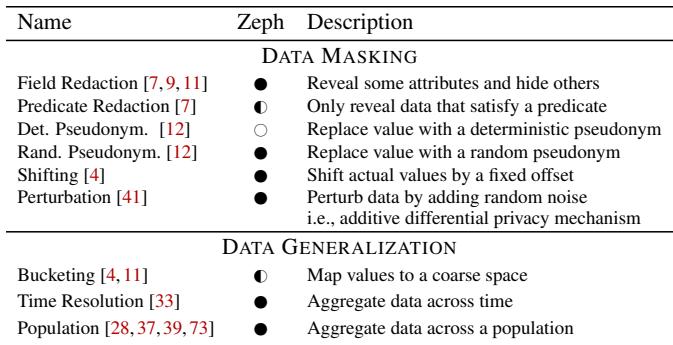 Name Zeph Description
DATA MASKING
Field Redaction [7,9,11] ● Reveal some attributes and hide others
Predicate Redaction [7] ◐ Only reveal data that satisfy a predicate
Det. Pseudonym. [12] ○ Replace value with a deterministic pseudonym
Rand. Pseudonym. [12] ● Replace value with a random pseudonym
Shifting [4] ● Shift actual values by a fixed offset
Perturbation [41] ● Perturb data by adding random noise
i.e., additive differential privacy mechanism
DATA GENERALIZATION
Bucketing [4,11] ◐ Map values to a coarse space
Time Resolution [33] ● Aggregate data across time
Population [28,37,39,73] ● Aggregate data across a population